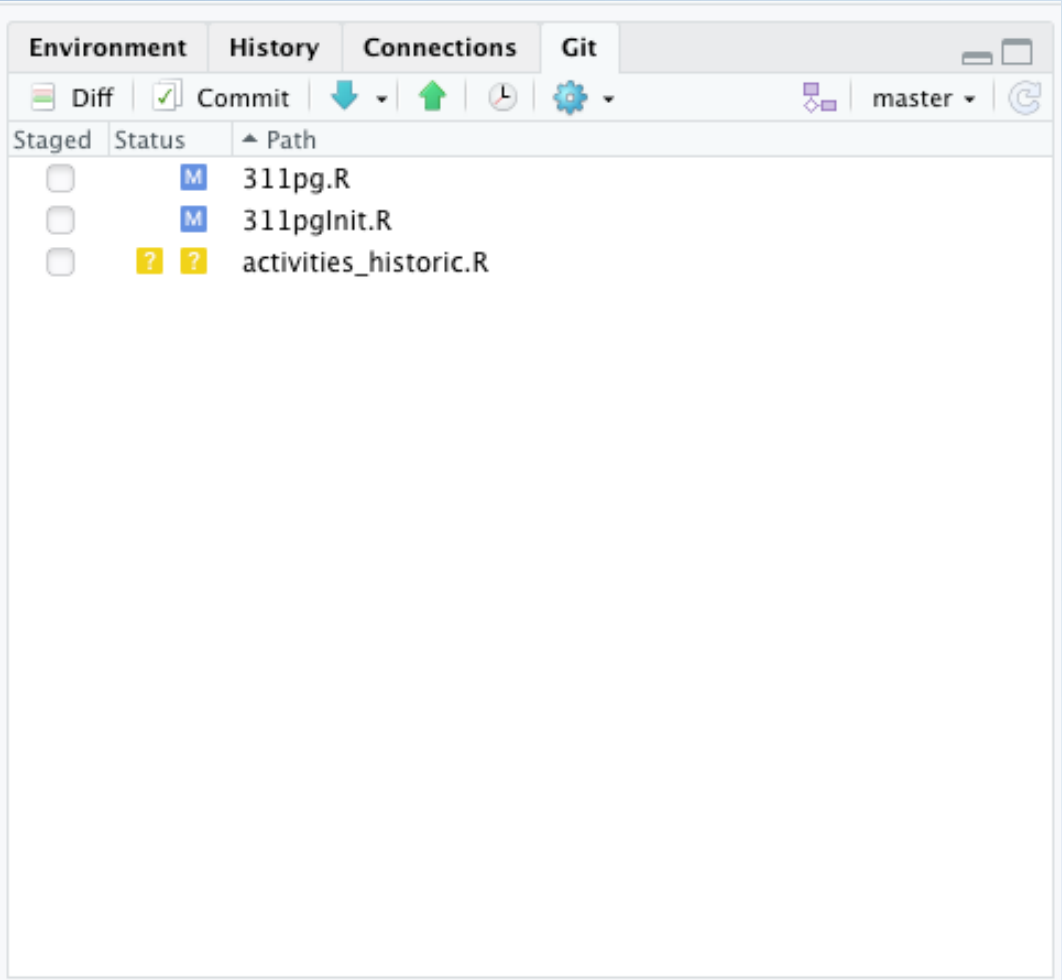 Environment History Connections Git
Diff Commit master
Staged Status Path
M 311pg.R
M 311pgInit.R
? ? activities_historic.R